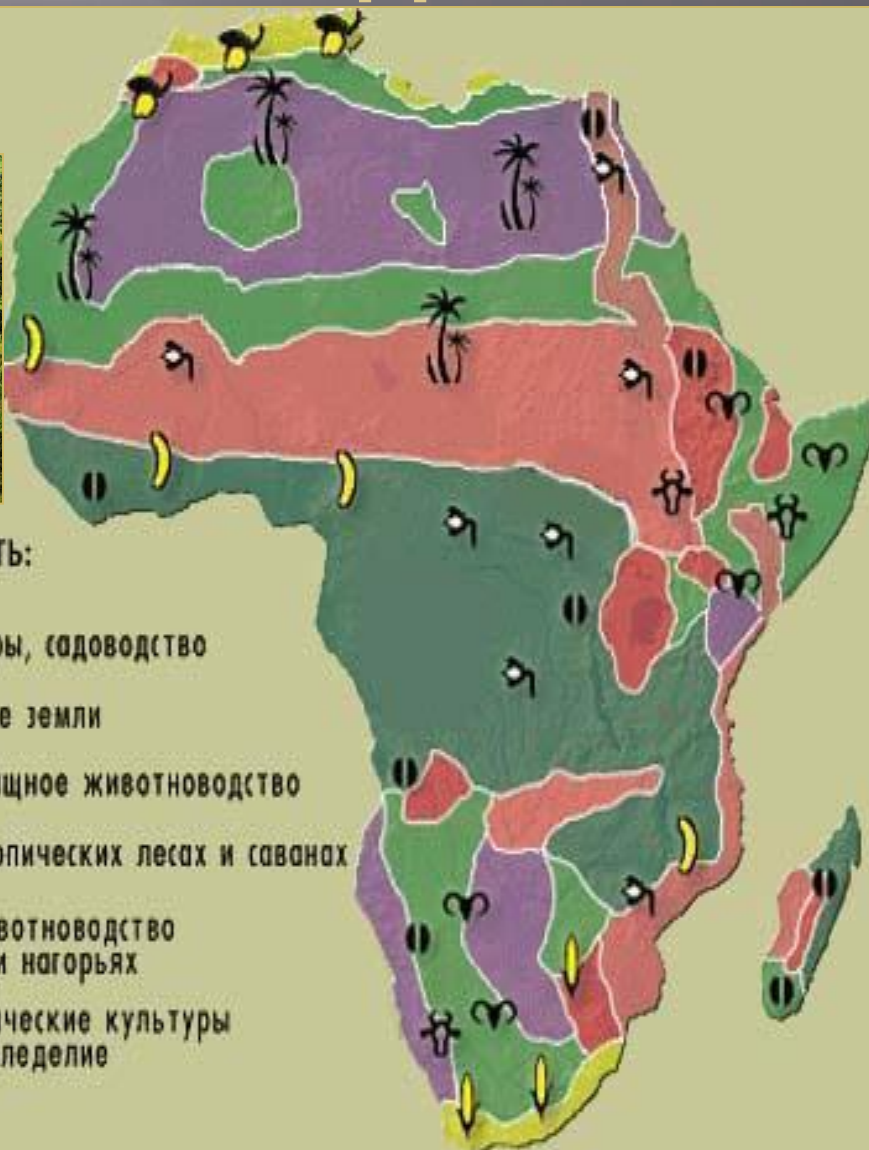 ТЬ:
ры, садоводство
е земли
щное животноводство
опических лесах и саванах
вотноводство
и нагорьях
ческие культуры
леделие